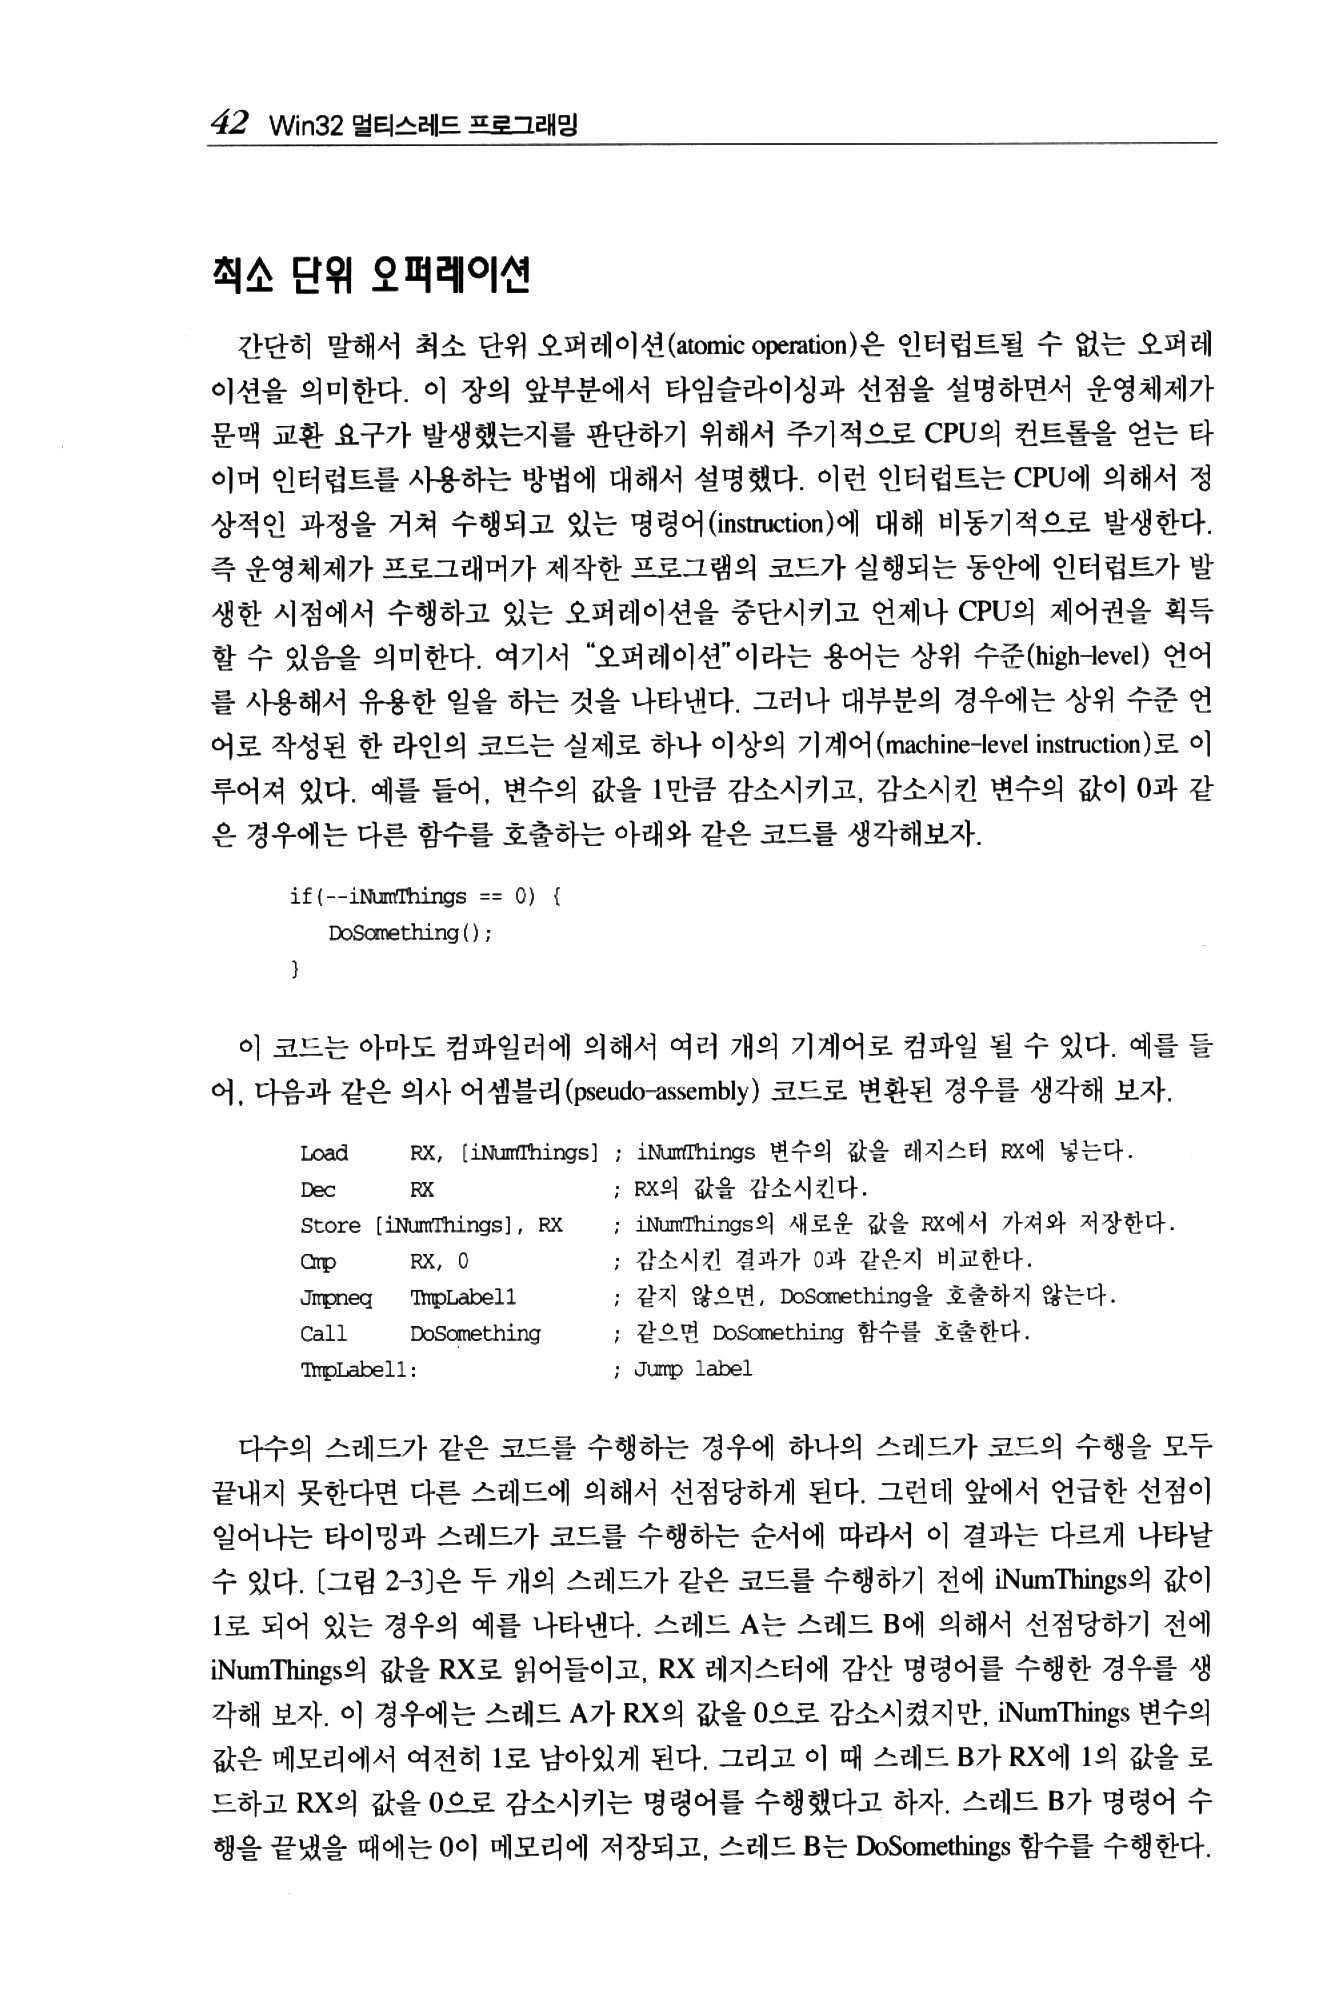 42 Win32 멀티스레드 프로그래밍
최소 단위 오퍼레이션
간단히 말해서 최소 단위 오퍼레이션(atomic operation)은 인터럽트될 수 없는 오퍼레
이션을 의미한다. 이 장의 앞부분에서 타임슬라이싱과 선점을 설명하면서 운영체제가
문맥 교환 요구가 발생했는지를 판단하기 위해서 주기적으로 CPU의 컨트롤을 얻는 타
이머 인터럽트를 사용하는 방법에 대해서 설명했다. 이런 인터럽트는 CPU에 의해서 정
상적인 과정을 거쳐 수행되고 있는 명령어(instruction)에 대해 비동기적으로 발생한다.
즉 운영체제가 프로그래머가 제작한 프로그램의 코드가 실행되는 동안에 인터럽트가 발
생한 시점에서 수행하고 있는 오퍼레이션을 중단시키고 언제나 CPU의 제어권을 획득
할 수 있음을 의미한다. 여기서 “오퍼레이션”이라는 용어는 상위 수준(high-level) 언어
를 사용해서 유용한 일을 하는 것을 나타낸다. 그러나 대부분의 경우에는 상위 수준 언
어로 작성된 한 라인의 코드는 실제로 하나 이상의 기계어(machine-level instruction)로 이
루어져 있다. 예를 들어, 변수의 값을 1만큼 감소시키고, 감소시킨 변수의 값이 0과 같
은 경우에는 다른 함수를 호출하는 아래와 같은 코드를 생각해보자.
if(--iNumThings == 0) {
DoSomething();
}
이 코드는 아마도 컴파일러에 의해서 여러 개의 기계어로 컴파일 될 수 있다. 예를 들
어, 다음과 같은 의사 어셈블리(pseudo-assembly) 코드로 변환된 경우를 생각해 보자.
Load RX, [iNumThings] ; iNumThings 변수의 값을 레지스터 RX에 넣는다.
Dec RX ; RX의 값을 감소시킨다.
Store [iNumThings], RX ; iNumThings의 새로운 값을 RX에서 가져와 저장한다.
Cmp RX, 0 ; 감소시킨 결과가 0과 같은지 비교한다.
Jmpneq TmpLabel1 ; 같지 않으면, DoSomething을 호출하지 않는다.
Call DoSomething ; 같으면 DoSomething 함수를 호출한다.
TmpLabel1: ; Jump label
다수의 스레드가 같은 코드를 수행하는 경우에 하나의 스레드가 코드의 수행을 모두
끝내지 못한다면 다른 스레드에 의해서 선점당하게 된다. 그런데 앞에서 언급한 선점이
일어나는 타이밍과 스레드가 코드를 수행하는 순서에 따라서 이 결과는 다르게 나타날
수 있다. [그림 2-3]은 두 개의 스레드가 같은 코드를 수행하기 전에 iNumThings의 값이
1로 되어 있는 경우의 예를 나타낸다. 스레드 A는 스레드 B에 의해서 선점당하기 전에
iNumThings의 값을 RX로 읽어들이고, RX 레지스터에 감산 명령어를 수행한 경우를 생
각해 보자. 이 경우에는 스레드 A가 RX의 값을 0으로 감소시켰지만, iNumThings 변수의
값은 메모리에서 여전히 1로 남아있게 된다. 그리고 이 때 스레드 B가 RX에 1의 값을 로
드하고 RX의 값을 0으로 감소시키는 명령어를 수행했다고 하자. 스레드 B가 명령어 수
행을 끝냈을 때에는 0이 메모리에 저장되고, 스레드 B는 DoSomethings 함수를 수행한다.